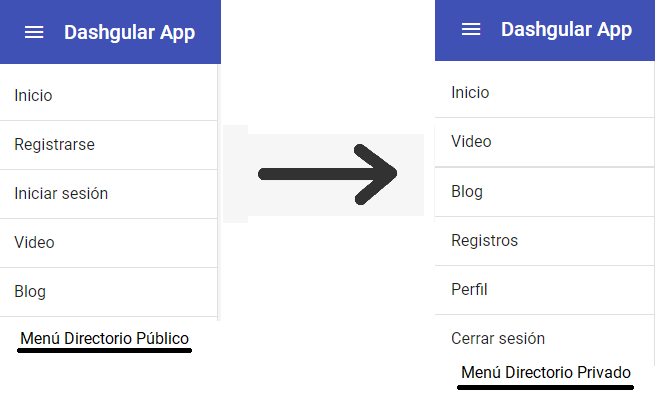 Dashgular App
Inicio
Registrarse
Iniciar sesión
Video
Blog
Menú Directorio Público
Dashgular App
Inicio
Video
Blog
Registros
Perfil
Cerrar sesión
Menú Directorio Privado